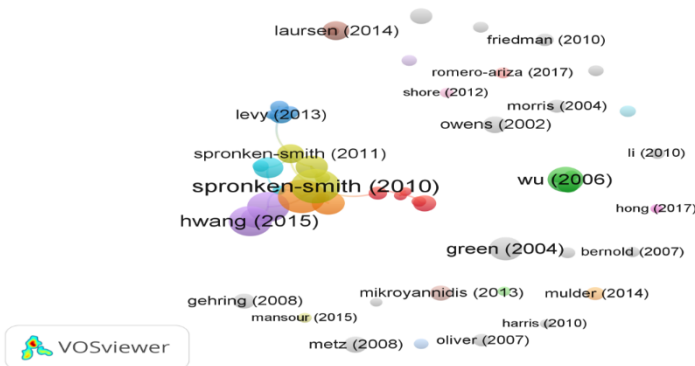 laursen (2014)
friedman (2010)
romero-ariza (2017)
shore (2012)
morris (2004)
levy (2013)
owens (2002)
spronken-smith (2011)
li (2010)
spronken-smith (2010)
wu (2006)
hwang (2015)
hong (2017)
green (2004)
bernold (2007)
gehring (2008)
mikroyannidis (2013)
mulder (2014)
mansour (2015)
harris (2010)
metz (2008)
oliver (2007)
VOSviewer